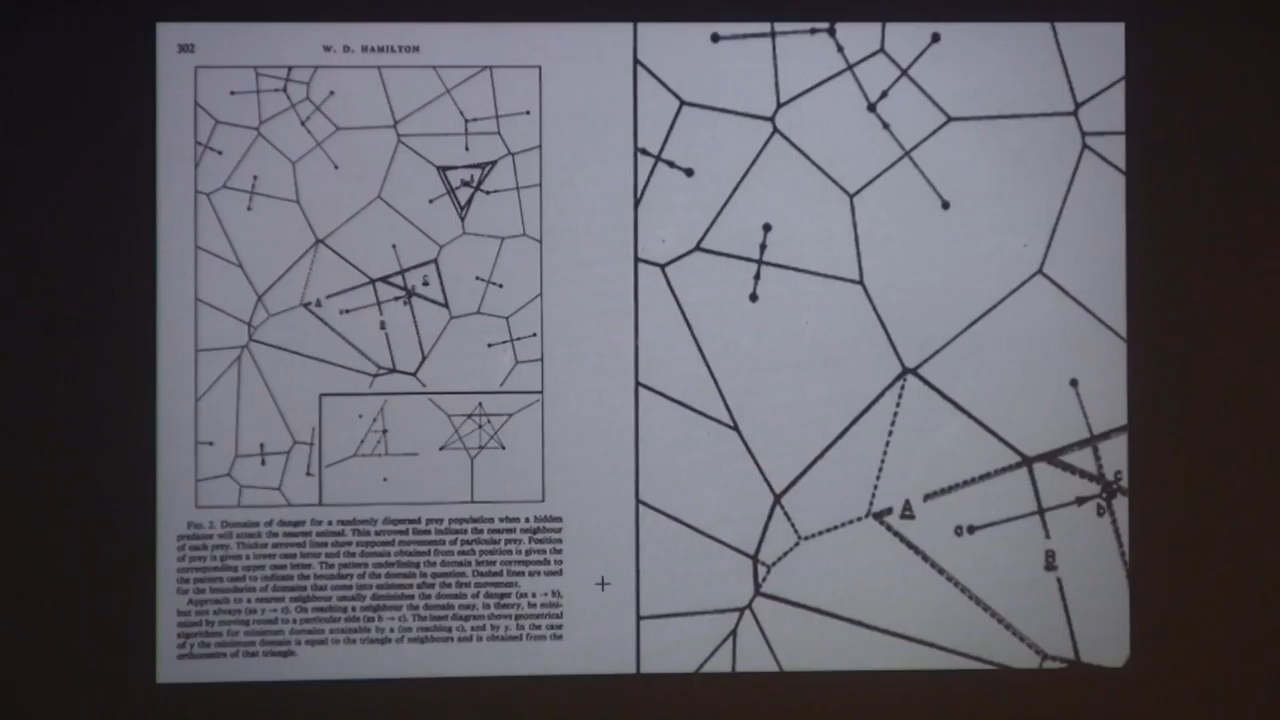 302
W. D. HAMILTON
A
B
C
a
FIG. 2. Domains of danger for a randomly dispersed prey population when a hidden
predator will attack the nearest animal. Thin arrowed lines indicate the nearest neighbour
of each prey. Thicker arrowed lines show supposed movements of particular prey. Position
of prey is given a lower case letter and the domain obtained from each position is given the
corresponding upper case letter. The pattern underlining the domain letter corresponds to
the pattern used to indicate the boundary of the domain in question. Dashed lines are used
for the boundaries of domains that come into existence after the first movement.
Approach to a nearest neighbour usually diminishes the domain of danger (as a → b),
but not always (as y → z). On reaching a neighbour the domain may, in theory, be mini-
mized by moving round to a particular side (as b → c). The inset diagram shows geometrical
algorithms for minimum domains attainable by a (on reaching c), and by y. In the case
of y the minimum domain is equal to the triangle of neighbours and is obtained from the
orthocentre of that triangle.
A
a
B
b
c